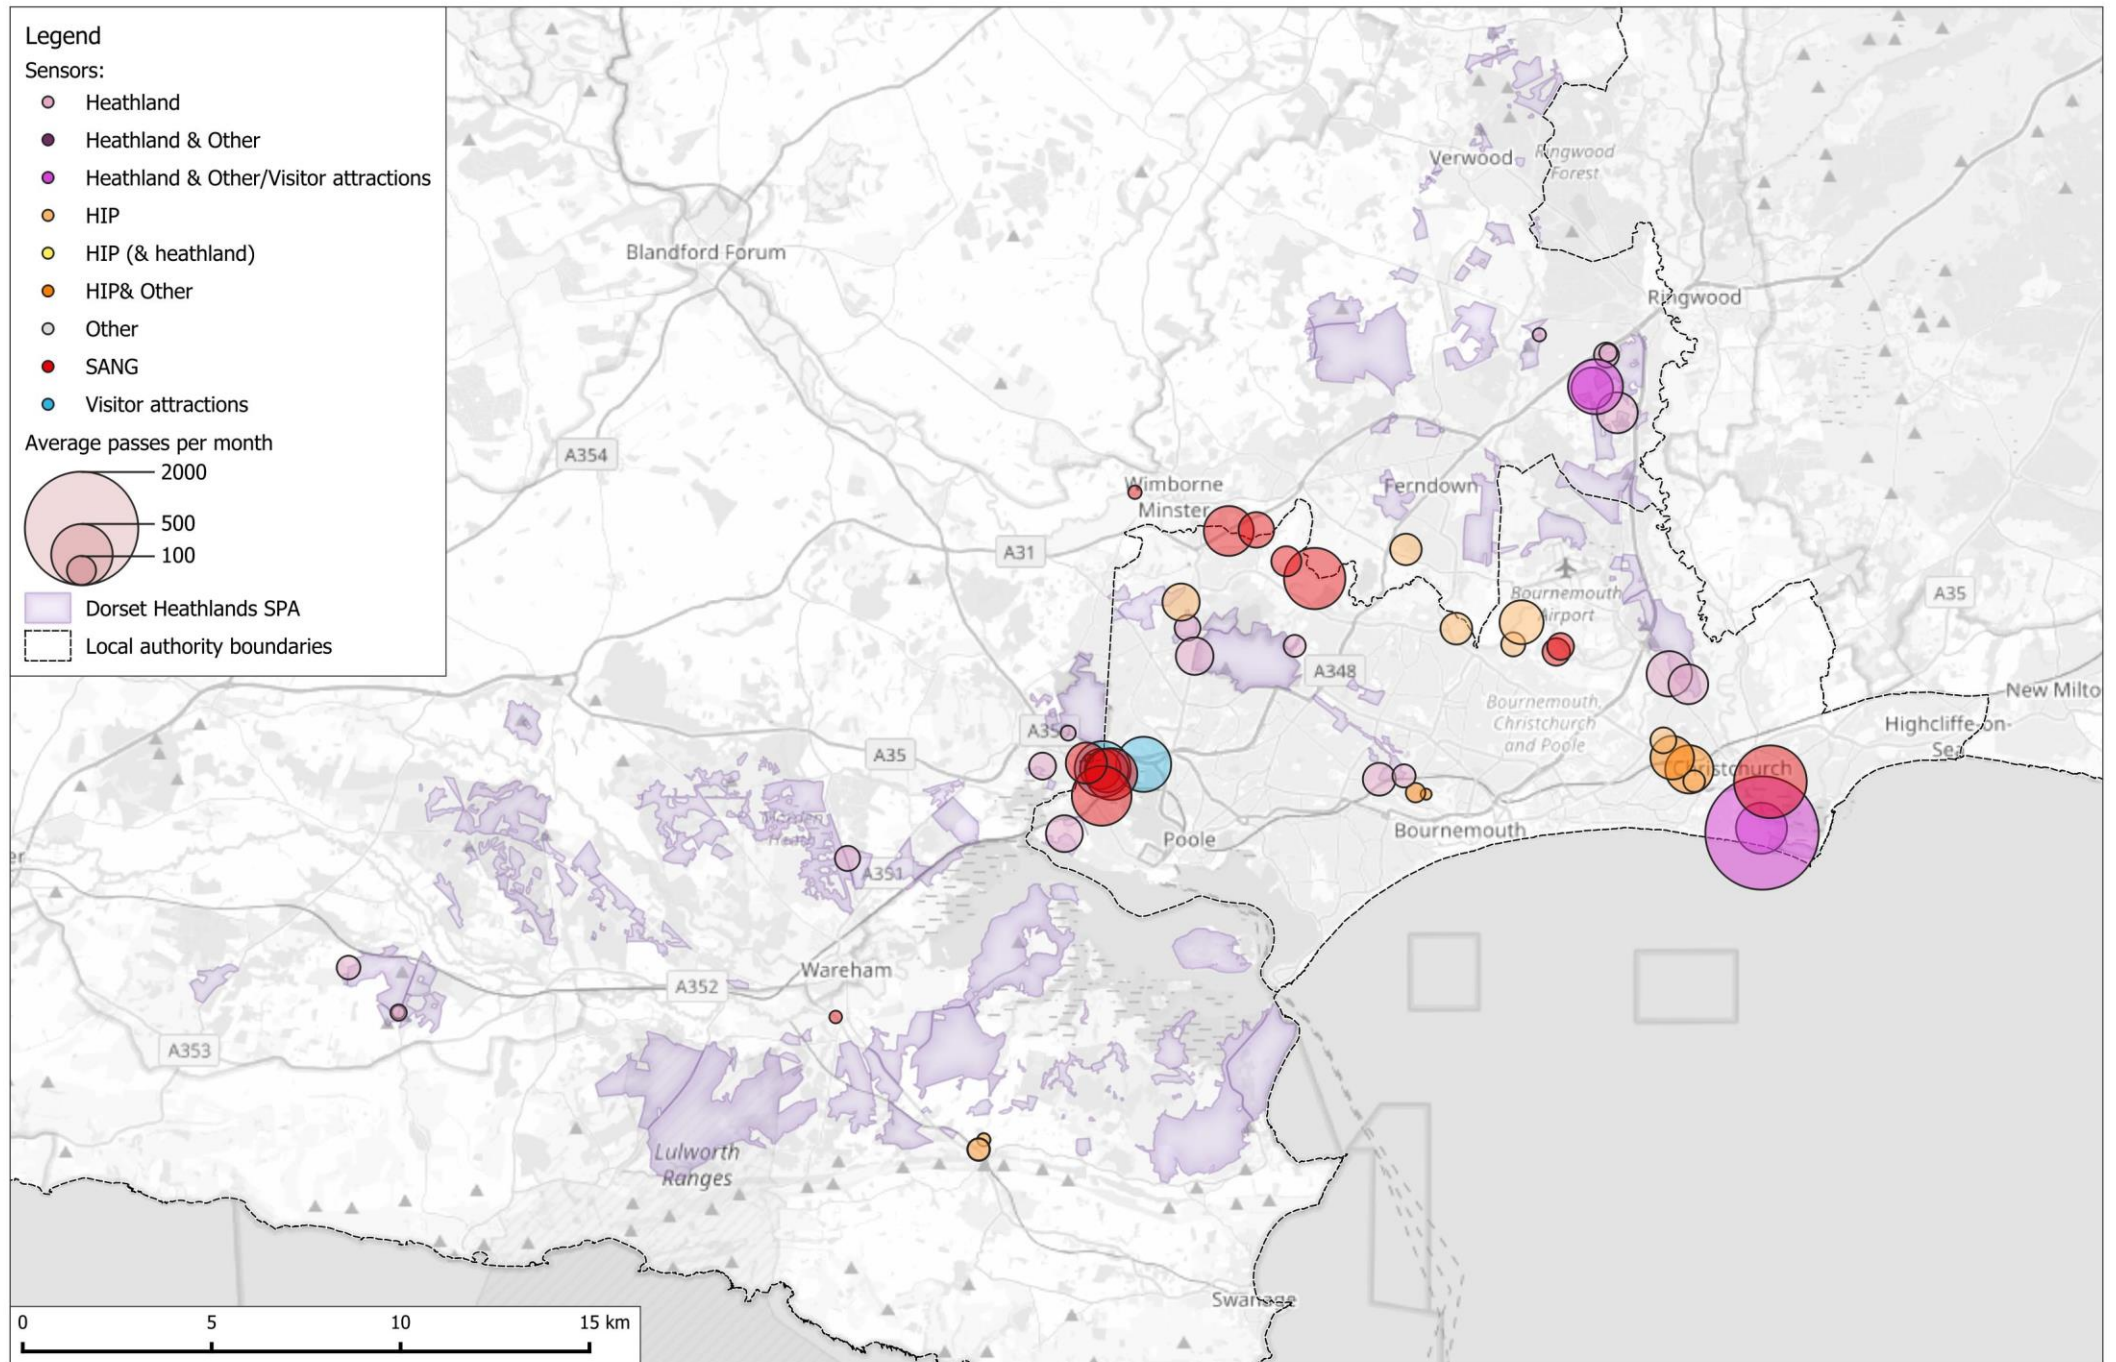 Legend
Sensors:
Heathland
Heathland & Other
Heathland & Other/Visitor attractions
HIP
HIP (& heathland)
HIP& Other
Other
SANG
Visitor attractions
Average passes per month
2000
500
100
Dorset Heathlands SPA
Local authority boundaries
Verwood
Ringwood
Forest
Blandford Forum
Ringwood
A354
Wimborne
Minster
Ferndown
A31
Bournemouth
Airport
A35
A348
New Milto
Bournemouth,
Christchurch
and Poole
Highcliffe-on-
Sea
A35
A35
Christchurch
Morden
Heath
Poole
Bournemouth
er
A351
Wareham
A352
A353
Lulworth
Ranges
Swanage
0
5
10
15 km